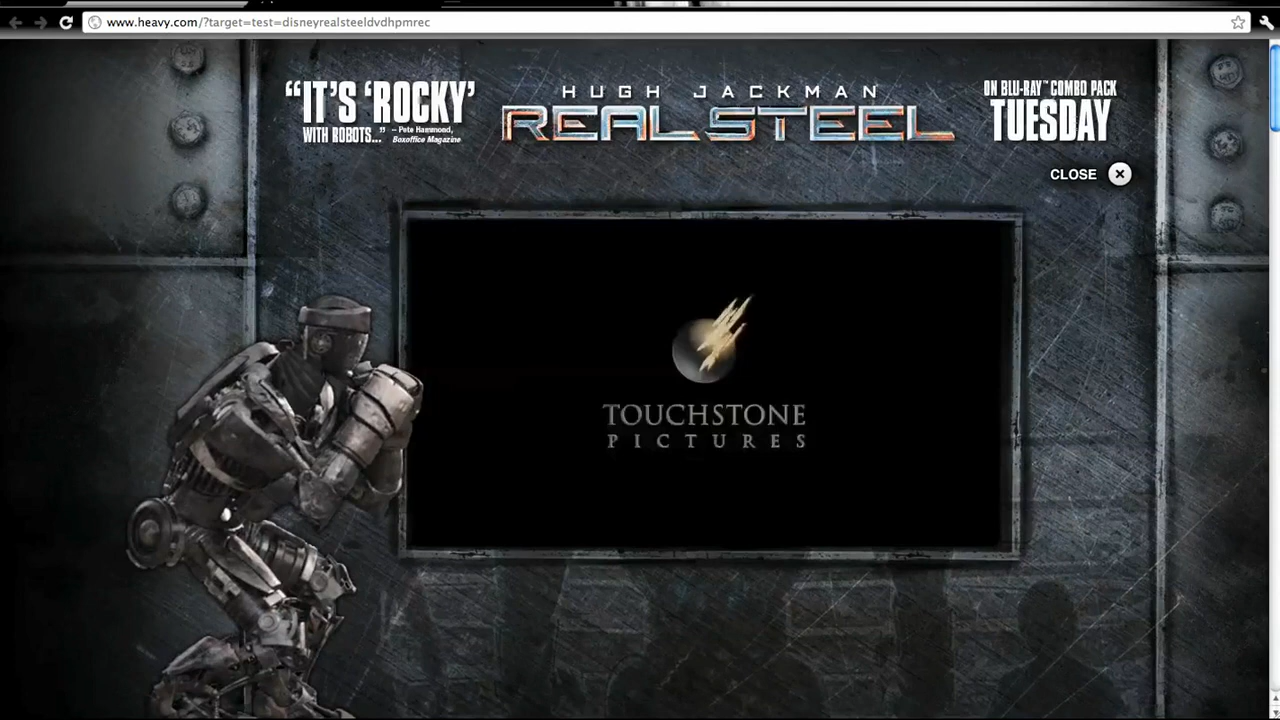 www.heavy.com/?target=test=disneyrealsteeldvdhpmrec
"IT'S 'ROCKY'
WITH ROBOTS..." – Pete Hammond,
Boxoffice Magazine
HUGH JACKMAN
REAL STEEL
ON BLU-RAY™ COMBO PACK
TUESDAY
CLOSE
TOUCHSTONE
PICTURES